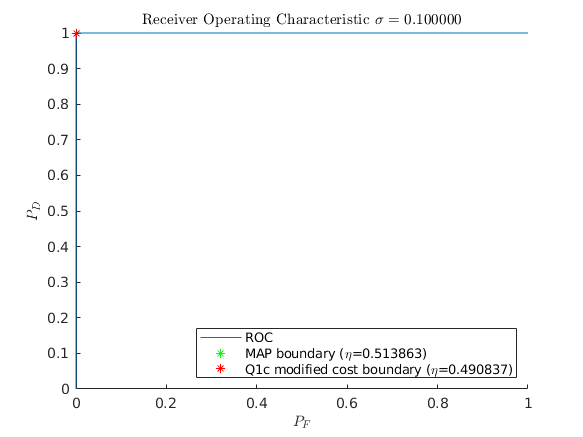 Receiver Operating Characteristic σ = 0.100000
1
0.9
0.8
0.7
0.6
0.5
0.4
0.3
0.2
0.1
0
P_D
ROC
MAP boundary (η=0.513863)
Q1c modified cost boundary (η=0.490837)
0 0.2 0.4 0.6 0.8 1
P_F